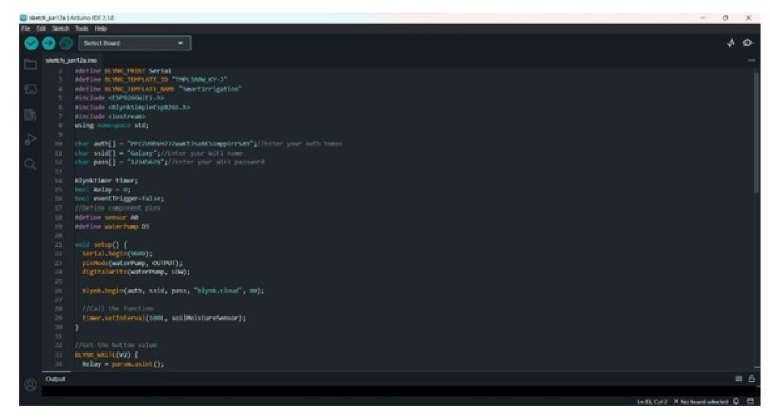 sketch_jun12a | Arduino IDE 2.1.0
File Edit Sketch Tools Help
Select Board
sketch_jun12a.ino
2 #define BLYNK_PRINT Serial
3 #define BLYNK_TEMPLATE_ID
4 #define BLYNK_TEMPLATE_NAME "SmartIrrigation"
5 #include <ESP8266WiFi.h>
6 #include <BlynkSimpleEsp8266.h>
7 #include <iostream>
8 using namespace std;
9
10 char auth[] = //Enter your Auth token
11 char ssid[] = "Galaxy";//Enter your WIFI name
12 char pass[] = "12345678";//Enter your WIFI password
13
14 BlynkTimer timer;
15 bool Relay = 0;
16 bool eventTrigger=false;
17 //Define component pins
18 #define sensor A0
19 #define waterPump D3
20
21 void setup() {
22 Serial.begin(9600);
23 pinMode(waterPump, OUTPUT);
24 digitalWrite(waterPump, LOW);
25
26 Blynk.begin(auth, ssid, pass, "blynk.cloud", 80);
27
28 //Call the function
29 timer.setInterval(100L, soilMoistureSensor);
30 }
31
32 //Get the button value
33 BLYNK_WRITE(V2) {
34 Relay = param.asInt();
Output
Col 2 No board selected